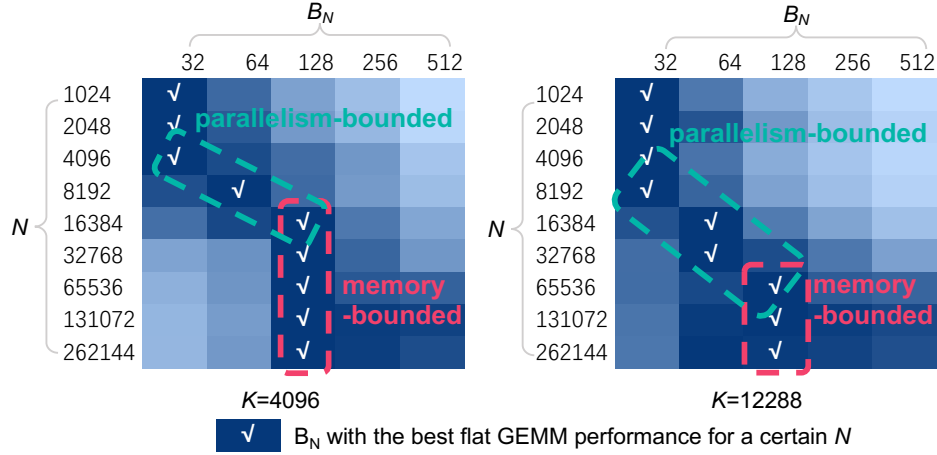 B_N B_N
32 64 128 256 512 32 64 128 256 512
1024 √ 1024 √
2048 √ parallelism-bounded 2048 √ parallelism-bounded
4096 √ 4096 √
8192 √ 8192 √
N 16384 √ N 16384 √
32768 √ 32768 √
65536 √ memory 65536 √ memory
131072 √ -bounded 131072 √ -bounded
262144 √ 262144 √
K=4096 K=12288
√ B_N with the best flat GEMM performance for a certain N